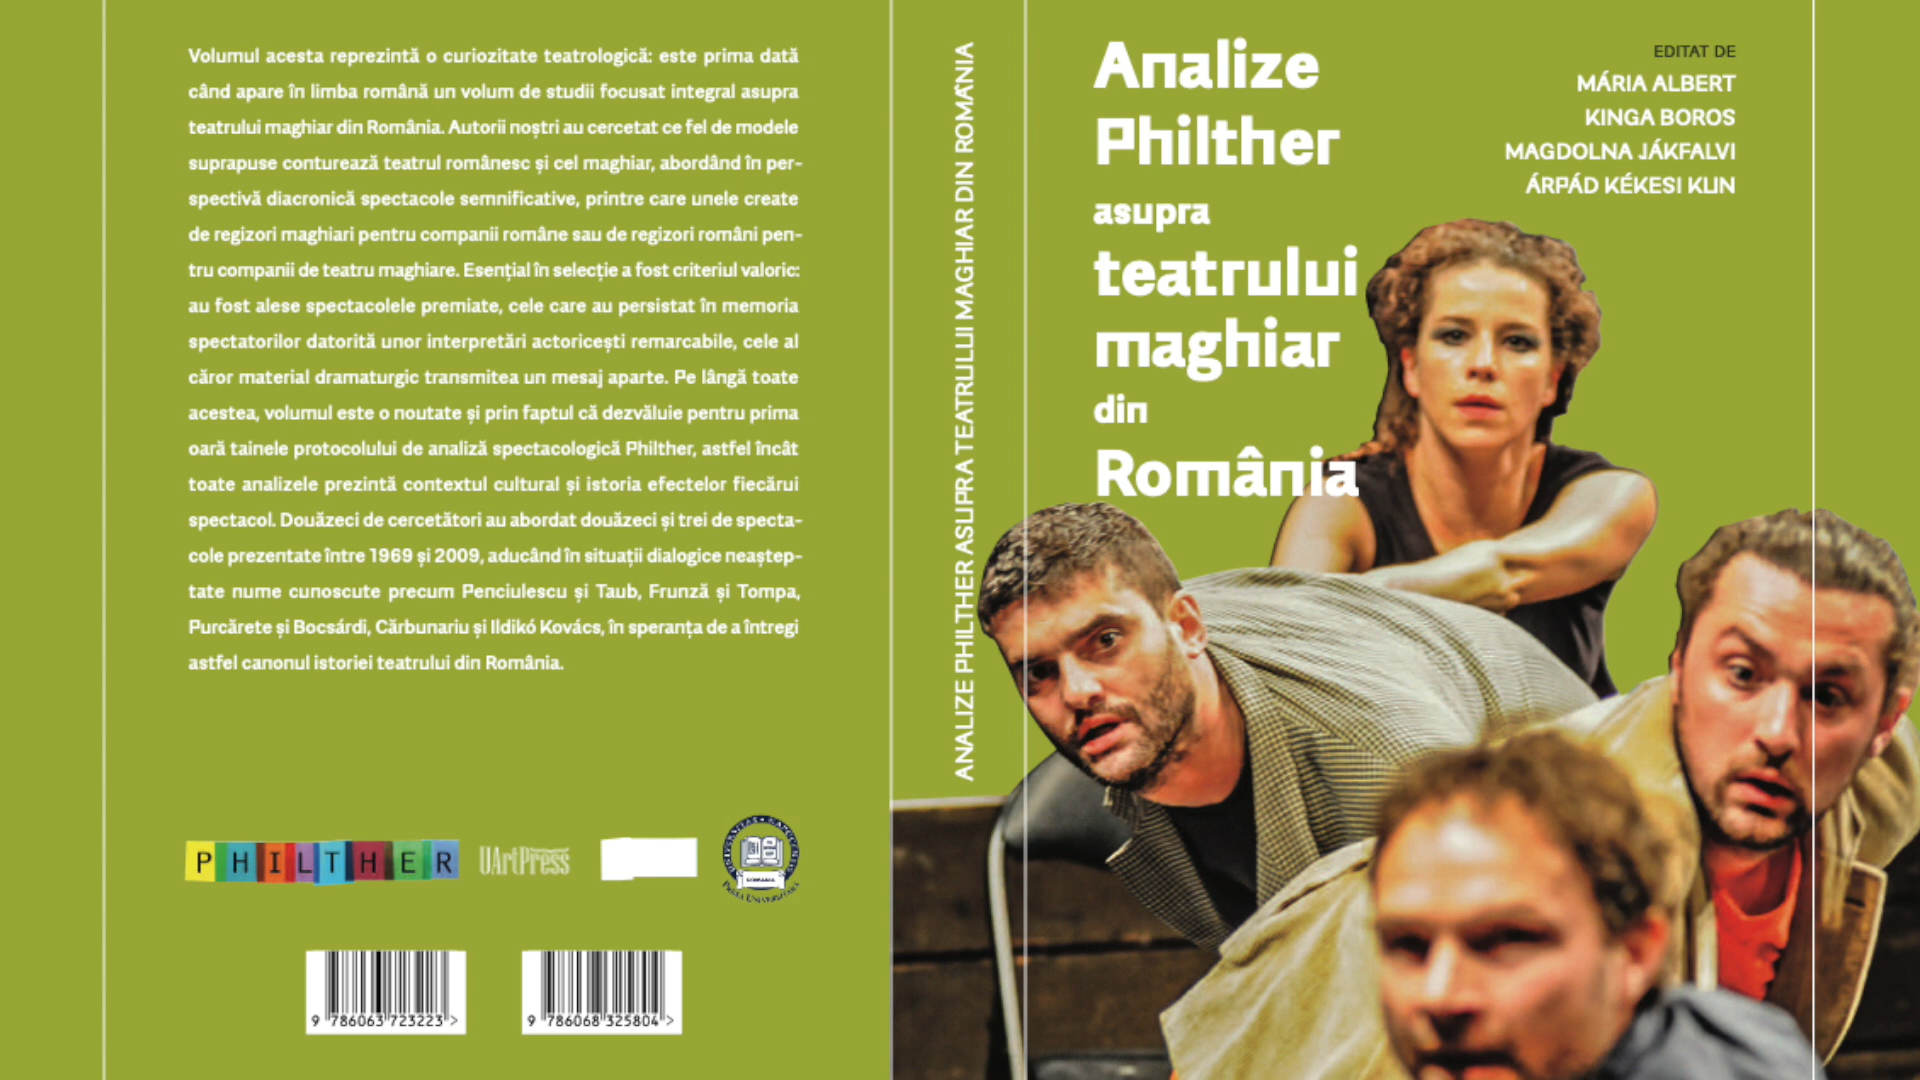 Volumul acesta reprezintă o curiozitate teatrologică: este prima dată
când apare în limba română un volum de studii focusat integral asupra
teatrului maghiar din România. Autorii noștri au cercetat ce fel de modele
suprapuse conturează teatrul românesc și cel maghiar, abordând în per-
spectivă diacronică spectacole semnificative, printre care unele create
de regizori maghiari pentru companii române sau de regizori români pen-
tru companii de teatru maghiare. Esențial în selecție a fost criteriul valoric:
au fost alese spectacolele premiate, cele care au persistat în memoria
spectatorilor datorită unor interpretări actoricești remarcabile, cele al
căror material dramaturgic transmitea un mesaj aparte. Pe lângă toate
acestea, volumul este o noutate și prin faptul că dezvăluie pentru prima
oară tainele protocolului de analiză spectacologică Philther, astfel încât
toate analizele prezintă contextul cultural și istoria efectelor fiecărui
spectacol. Douăzeci de cercetători au abordat douăzeci și trei de specta-
cole prezentate între 1969 și 2009, aducând în situații dialogice neaștep-
tate nume cunoscute precum Penciulescu și Taub, Frunză și Tompa,
Purcărete și Bocsárdi, Cărbunariu și Ildikó Kovács, în speranța de a întregi
astfel canonul istoriei teatrului din România.
PHILTHER
UArtPress
ROMÂNIA
9 786063 723223 >
9 786068 325804 >
ANALIZE PHILTHER ASUPRA TEATRULUI MAGHIAR DIN ROMÂNIA
Analize
Philther
asupra
teatrului
maghiar
din
România
EDITAT DE
MÁRIA ALBERT
KINGA BOROS
MAGDOLNA JÁKFALVI
ÁRPÁD KÉKESI KUN